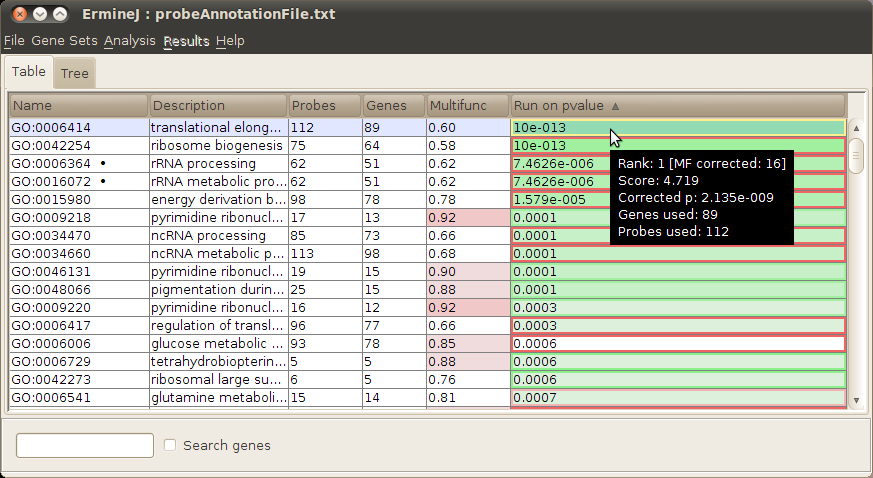 ErmineJ : probeAnnotationFile.txt
File Gene Sets Analysis Results Help
Table Tree
Name Description Probes Genes Multifunc Run on pvalue ▲
GO:0006414 translational elong... 112 89 0.60 10e-013
GO:0042254 ribosome biogenesis 75 64 0.58 10e-013
GO:0006364 • rRNA processing 62 51 0.62 7.4626e-006
GO:0016072 • rRNA metabolic pro... 62 51 0.62 7.4626e-006
GO:0015980 energy derivation b... 98 78 0.78 1.579e-005
GO:0009218 pyrimidine ribonucl... 17 13 0.92 0.0001
GO:0034470 ncRNA processing 85 73 0.66 0.0001
GO:0034660 ncRNA metabolic p... 113 98 0.68 0.0001
GO:0046131 pyrimidine ribonucl... 19 15 0.90 0.0001
GO:0048066 pigmentation durin... 25 15 0.88 0.0001
GO:0009220 pyrimidine ribonucl... 16 12 0.92 0.0003
GO:0006417 regulation of transl... 96 77 0.66 0.0003
GO:0006006 glucose metabolic ... 93 78 0.85 0.0006
GO:0006729 tetrahydrobiopterin... 5 5 0.88 0.0006
GO:0042273 ribosomal large su... 6 5 0.76 0.0006
GO:0006541 glutamine metaboli... 15 14 0.81 0.0007
Rank: 1 [MF corrected: 16]
Score: 4.719
Corrected p: 2.135e-009
Genes used: 89
Probes used: 112
Search genes